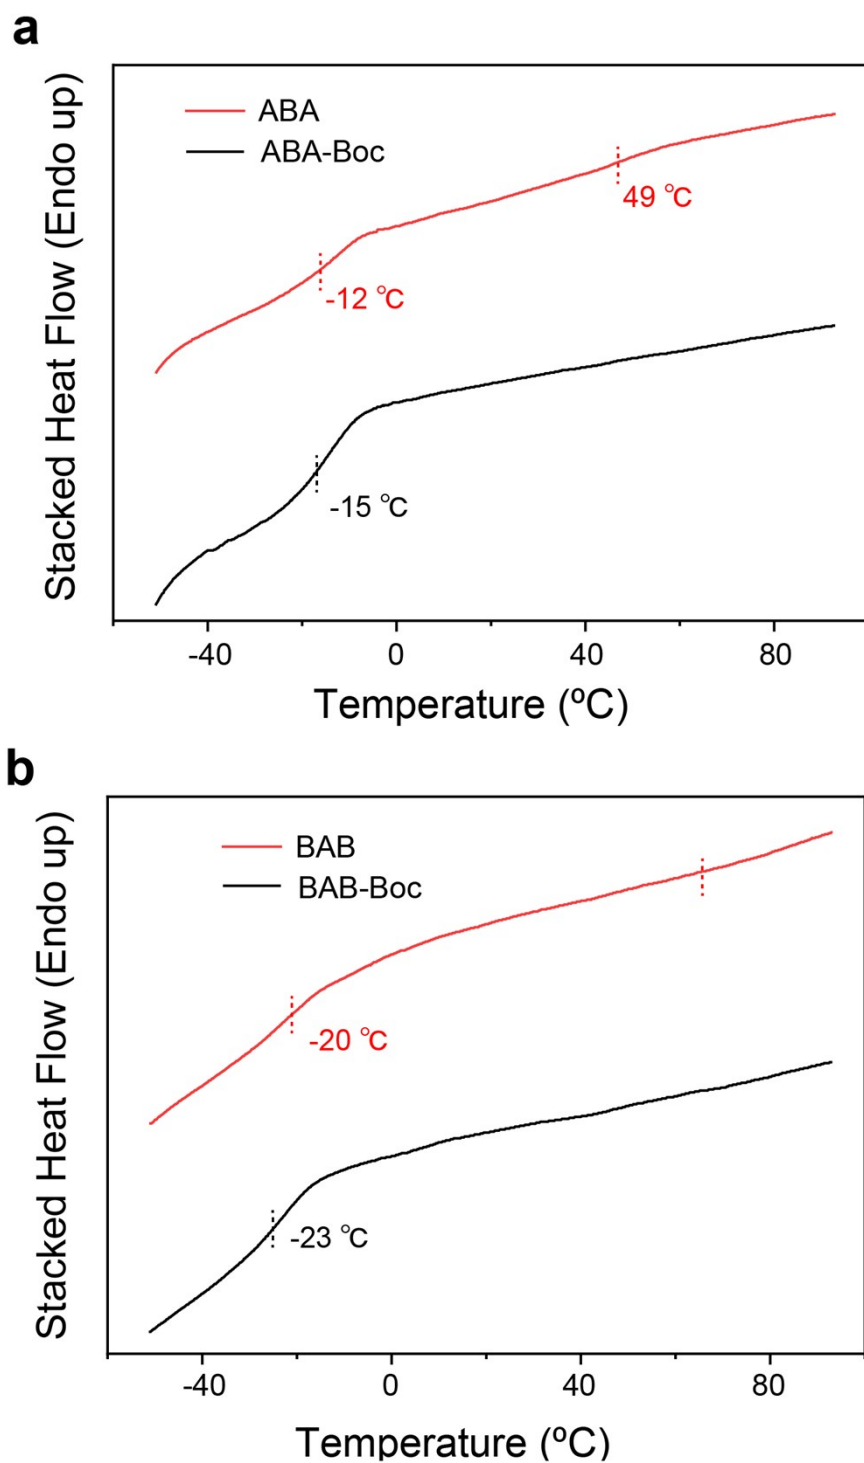 a
Stacked Heat Flow (Endo up)
ABA
ABA-Boc
49 °C
-12 °C
-15 °C
-40 0 40 80
Temperature (ºC)
b
Stacked Heat Flow (Endo up)
BAB
BAB-Boc
-20 °C
-23 °C
-40 0 40 80
Temperature (ºC)